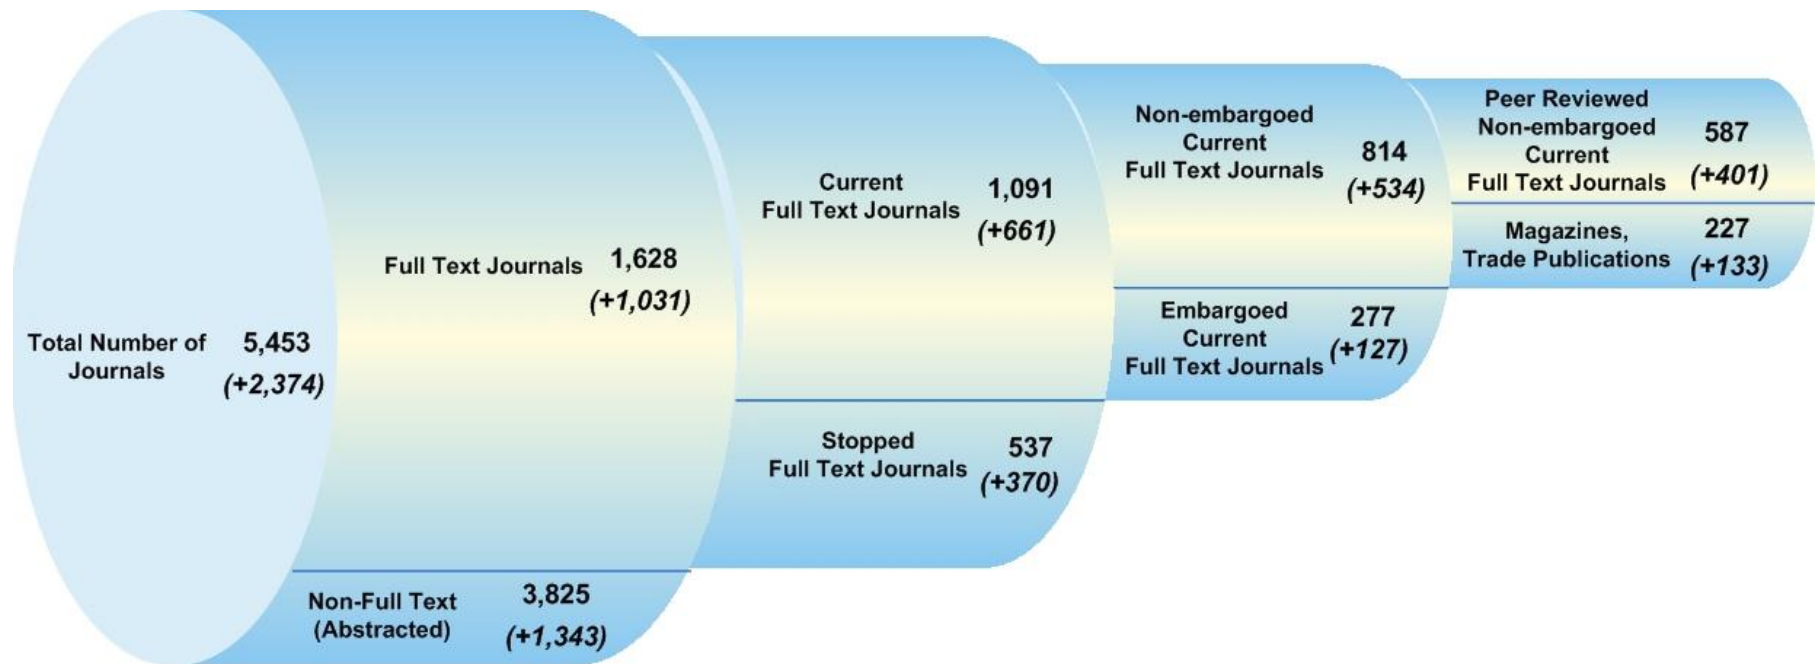 Total Number of
Journals
5,453
(+2,374)
Full Text Journals
1,628
(+1,031)
Non-Full Text
(Abstracted)
3,825
(+1,343)
Current
Full Text Journals
1,091
(+661)
Stopped
Full Text Journals
537
(+370)
Non-embargoed
Current
Full Text Journals
814
(+534)
Embargoed
Current
Full Text Journals
277
(+127)
Peer Reviewed
Non-embargoed
Current
Full Text Journals
587
(+401)
Magazines,
Trade Publications
227
(+133)